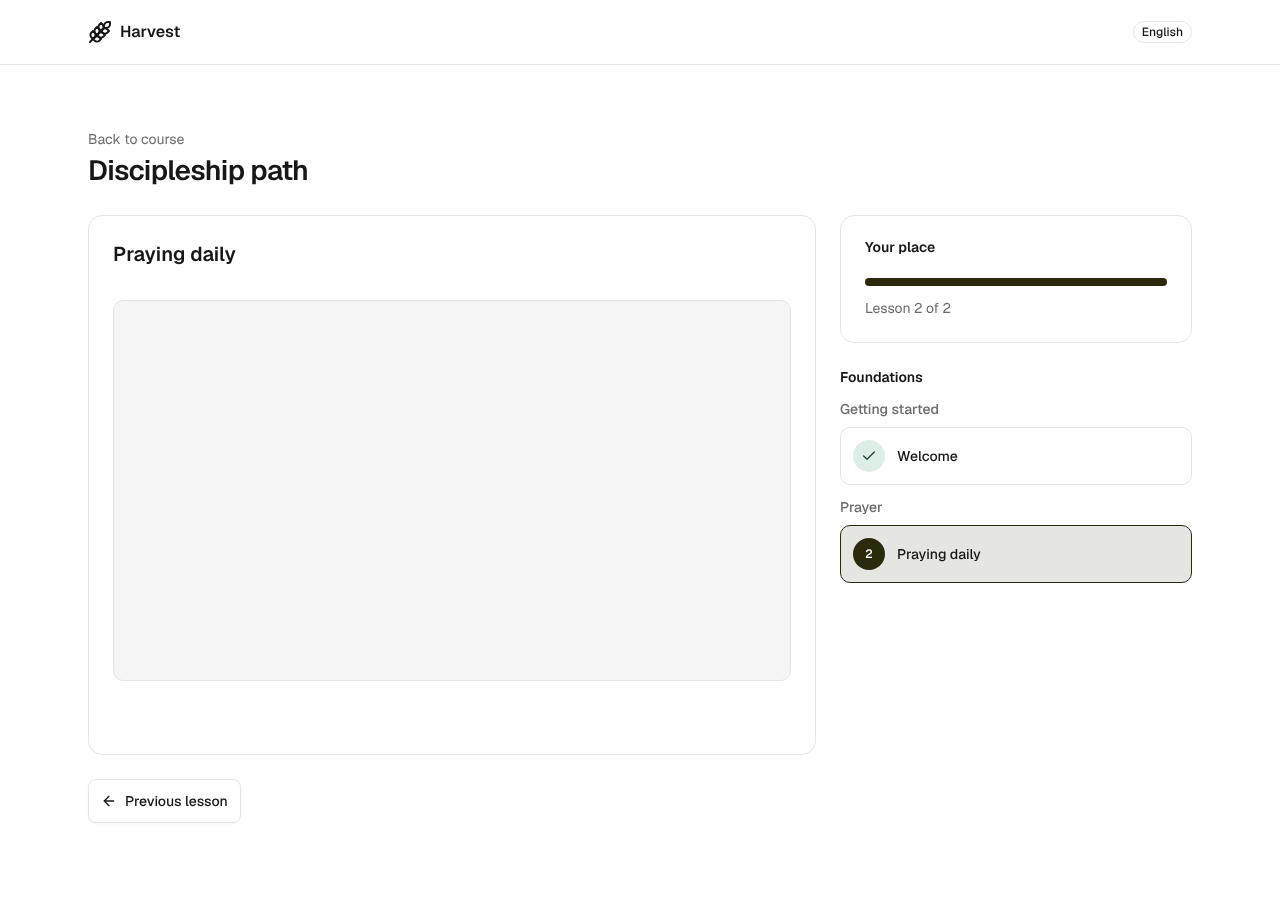 Harvest
English
Back to course
Discipleship path
Praying daily
Your place
Lesson 2 of 2
Foundations
Getting started
Welcome
Prayer
2
Praying daily
Previous lesson